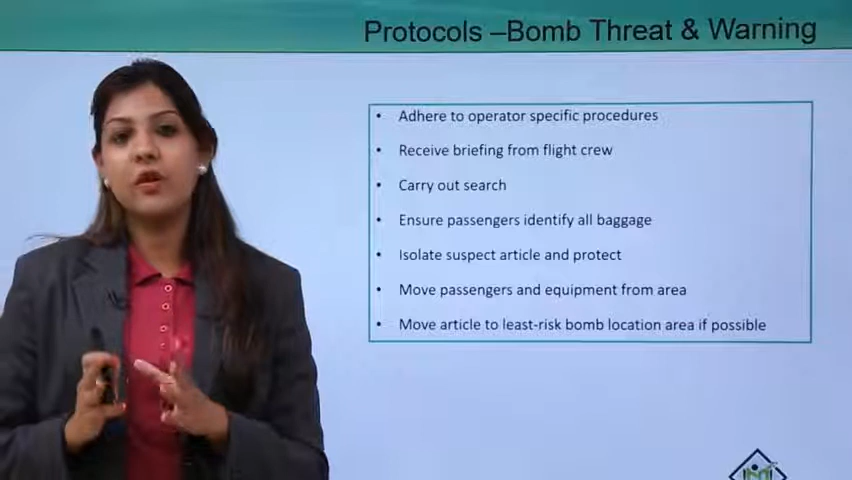 Protocols –Bomb Threat & Warning
• Adhere to operator specific procedures
• Receive briefing from flight crew
• Carry out search
• Ensure passengers identify all baggage
• Isolate suspect article and protect
• Move passengers and equipment from area
• Move article to least-risk bomb location area if possible